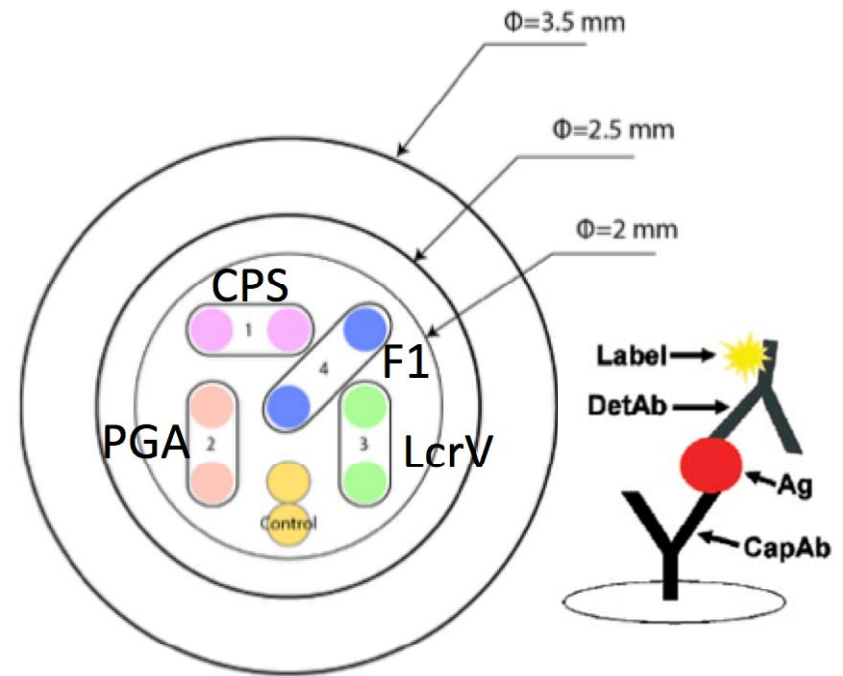 Φ=3.5 mm
Φ=2.5 mm
Φ=2 mm
CPS
1
F1
4
PGA
2
3
LcrV
Control
Label
DetAb
Ag
CapAb